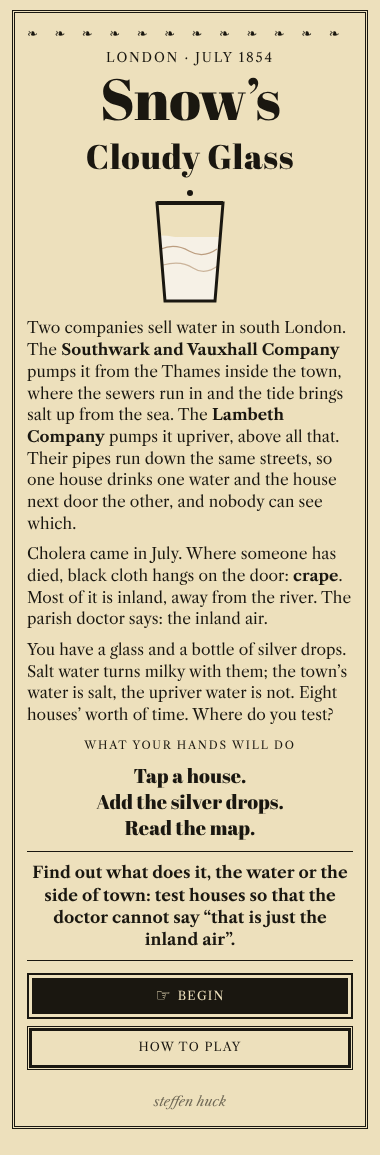 LONDON · JULY 1854
Snow’s
Cloudy Glass
Two companies sell water in south London.
The Southwark and Vauxhall Company
pumps it from the Thames inside the town,
where the sewers run in and the tide brings
salt up from the sea. The Lambeth
Company pumps it upriver, above all that.
Their pipes run down the same streets, so
one house drinks one water and the house
next door the other, and nobody can see
which.
Cholera came in July. Where someone has
died, black cloth hangs on the door: crape.
Most of it is inland, away from the river. The
parish doctor says: the inland air.
You have a glass and a bottle of silver drops.
Salt water turns milky with them; the town’s
water is salt, the upriver water is not. Eight
houses’ worth of time. Where do you test?
WHAT YOUR HANDS WILL DO
Tap a house.
Add the silver drops.
Read the map.
Find out what does it, the water or the
side of town: test houses so that the
doctor cannot say “that is just the
inland air”.
☞ BEGIN
HOW TO PLAY
steffen huck